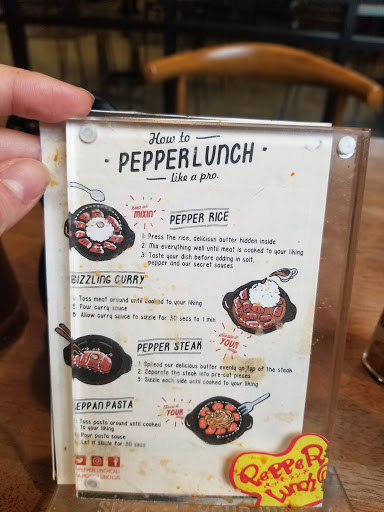 How to
• PEPPERLUNCH •
like a pro.
MIXIN'
PEPPER RICE
1: Press the rice, delicious butter hidden inside
2: Mix everything well until meat is cooked to your liking
3: Taste your dish before adding in salt,
pepper and our secret sauces
SIZZLING CURRY
Toss meat around until cooked to your liking
Pour curry sauce
Allow curry sauce to sizzle for 30 secs to 1 min
YOUR
PEPPER STEAK
1: Spread our delicious butter evenly on top of the steak
2: Separate the steak into pre-cut pieces
3: Sizzle each side until cooked to your liking
TEPPAN PASTA
YOUR
Toss pasta around until cooked
to your liking
Pour pasta sauce
Let it sizzle for 30 secs
PEPPER
Lunch